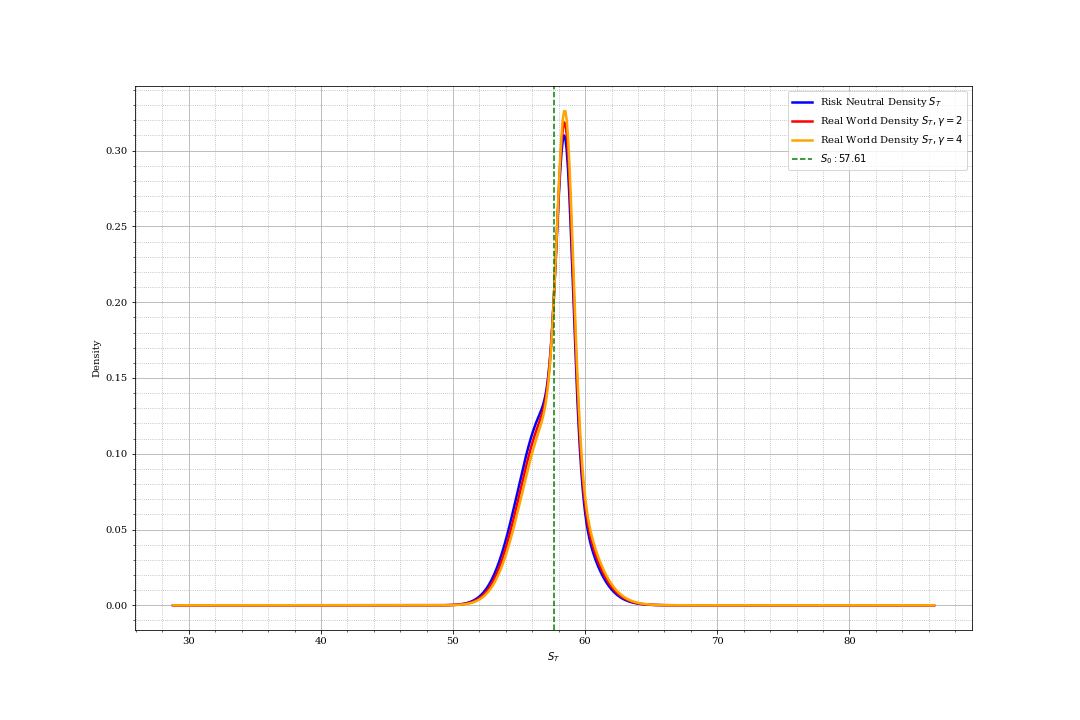 Risk Neutral Density S_T
Real World Density S_T, γ = 2
Real World Density S_T, γ = 4
S_0 : 57.61
0.30
0.25
0.20
0.15
0.10
0.05
0.00
Density
30 40 50 60 70 80
S_T